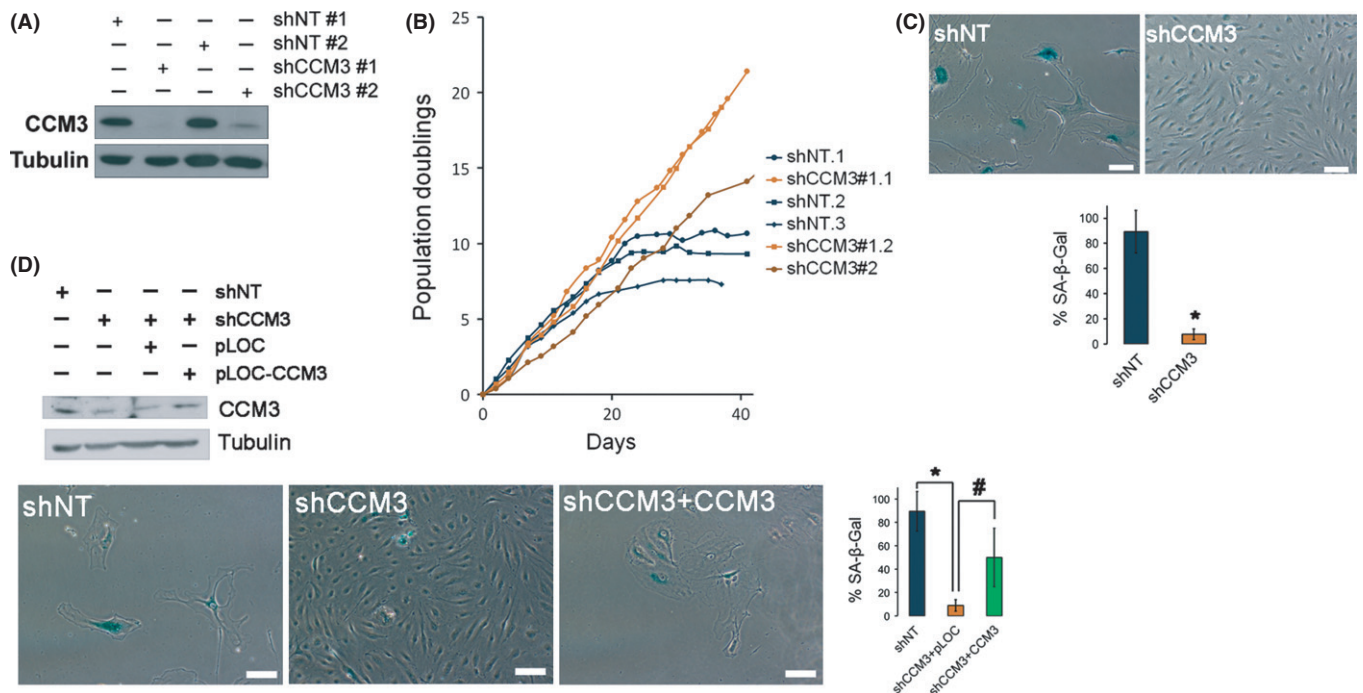 (A)
+ – – – shNT #1
– – + – shNT #2
– + – – shCCM3 #1
– – – + shCCM3 #2
CCM3
Tubulin
(B)
Population doublings
25
20
15
10
5
0
0 20 40
Days
shNT.1
shCCM3#1.1
shNT.2
shNT.3
shCCM3#1.2
shCCM3#2
(C)
shNT
shCCM3
% SA-β-Gal
100
80
60
40
20
0
shNT
shCCM3
*
(D)
+ – – – shNT
– + + + shCCM3
– – + – pLOC
– – – + pLOC-CCM3
CCM3
Tubulin
shNT
shCCM3
shCCM3+CCM3
% SA-β-Gal
100
80
60
40
20
0
* #
shNT
shCCM3+pLOC
shCCM3+CCM3